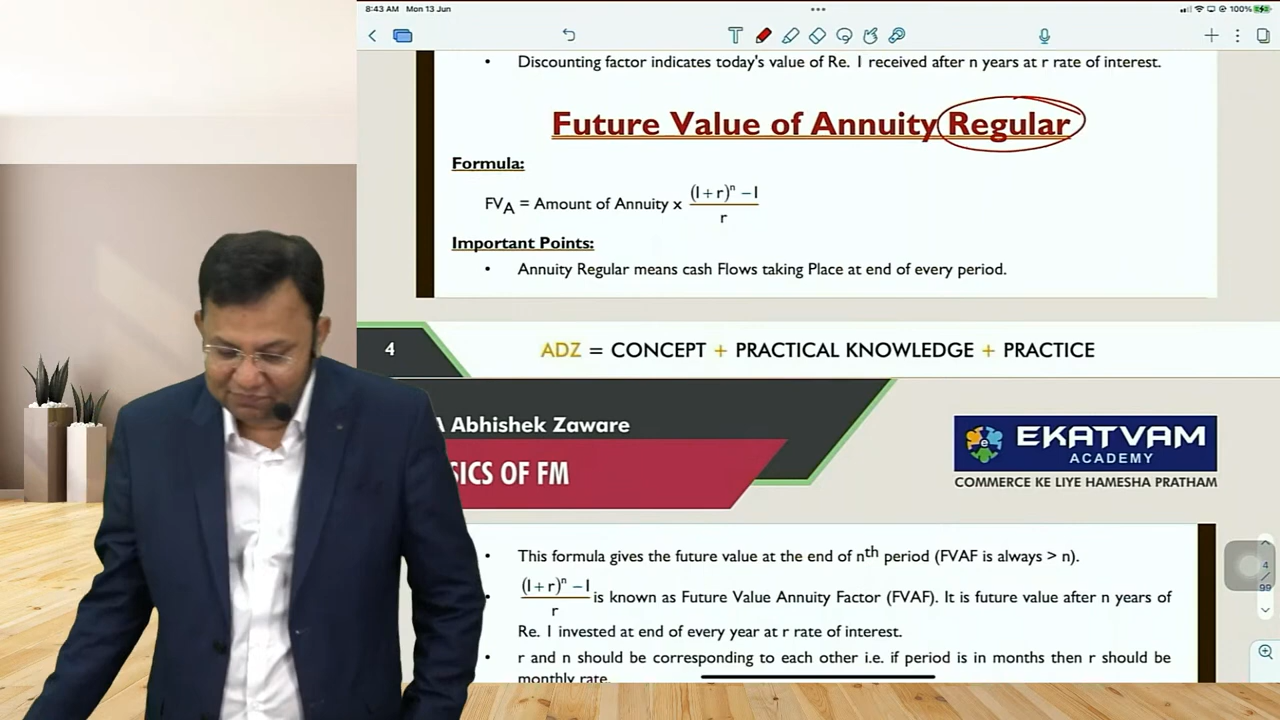 8:43 AM Mon 13 Jun
100%
• Discounting factor indicates today's value of Re. 1 received after n years at r rate of interest.
Future Value of Annuity Regular
Formula:
FVA = Amount of Annuity x (1+r)^n −1 / r
Important Points:
• Annuity Regular means cash Flows taking Place at end of every period.
4
ADZ = CONCEPT + PRACTICAL KNOWLEDGE + PRACTICE
Abhishek Zaware
SICS OF FM
e
EKATVAM
ACADEMY
COMMERCE KE LIYE HAMESHA PRATHAM
• This formula gives the future value at the end of nth period (FVAF is always > n).
• (1+r)^n −1 / r is known as Future Value Annuity Factor (FVAF). It is future value after n years of
Re. 1 invested at end of every year at r rate of interest.
• r and n should be corresponding to each other i.e. if period is in months then r should be
monthly rate.
4
/
99